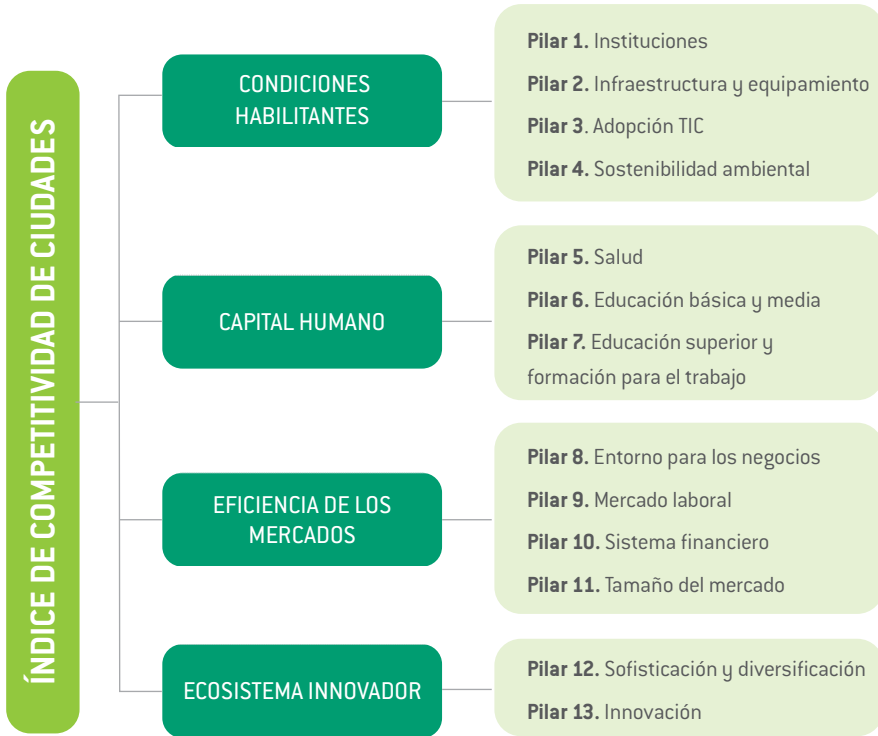 ÍNDICE DE COMPETITIVIDAD DE CIUDADES
CONDICIONES
HABILITANTES
Pilar 1. Instituciones
Pilar 2. Infraestructura y equipamiento
Pilar 3. Adopción TIC
Pilar 4. Sostenibilidad ambiental
CAPITAL HUMANO
Pilar 5. Salud
Pilar 6. Educación básica y media
Pilar 7. Educación superior y
formación para el trabajo
EFICIENCIA DE LOS
MERCADOS
Pilar 8. Entorno para los negocios
Pilar 9. Mercado laboral
Pilar 10. Sistema financiero
Pilar 11. Tamaño del mercado
ECOSISTEMA INNOVADOR
Pilar 12. Sofisticación y diversificación
Pilar 13. Innovación